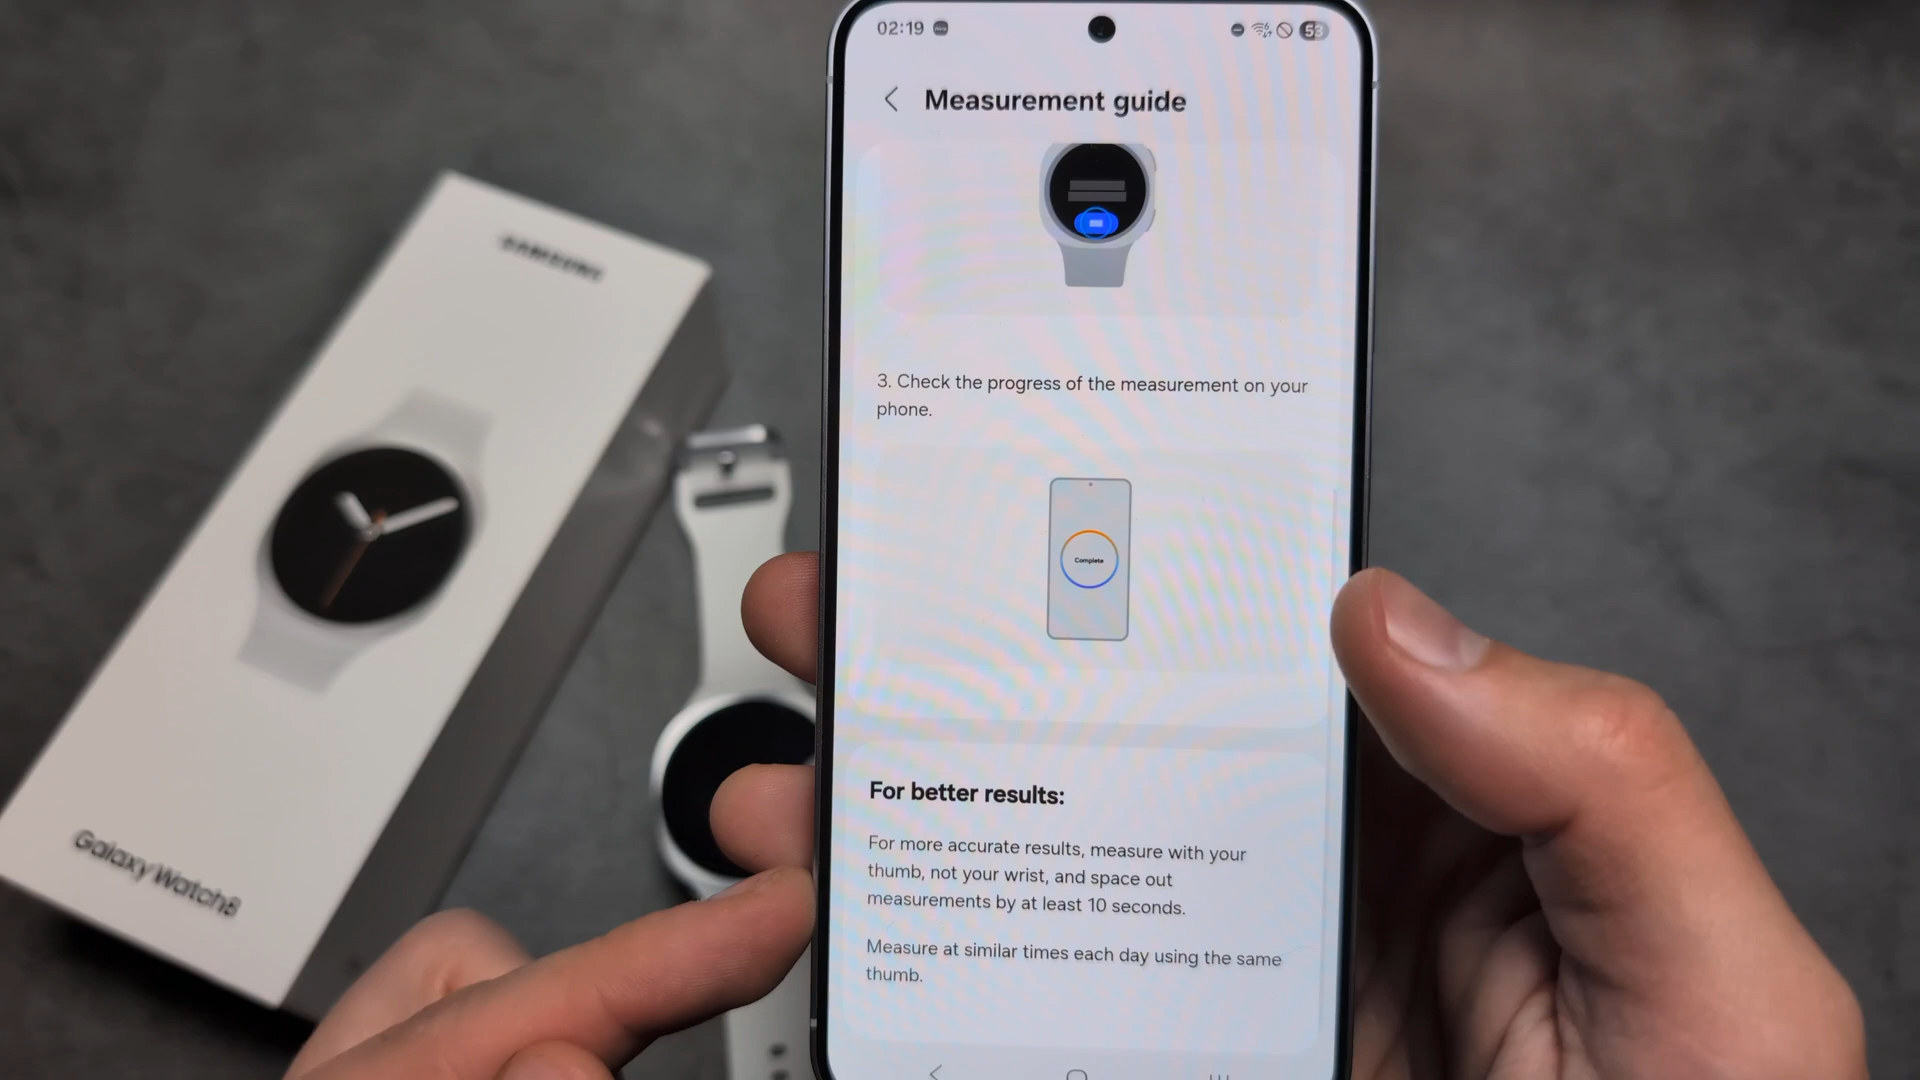 02:19
53
Measurement guide
3. Check the progress of the measurement on your
phone.
Complete
For better results:
For more accurate results, measure with your
thumb, not your wrist, and space out
measurements by at least 10 seconds.
Measure at similar times each day using the same
thumb.
SAMSUNG
Galaxy Watch8